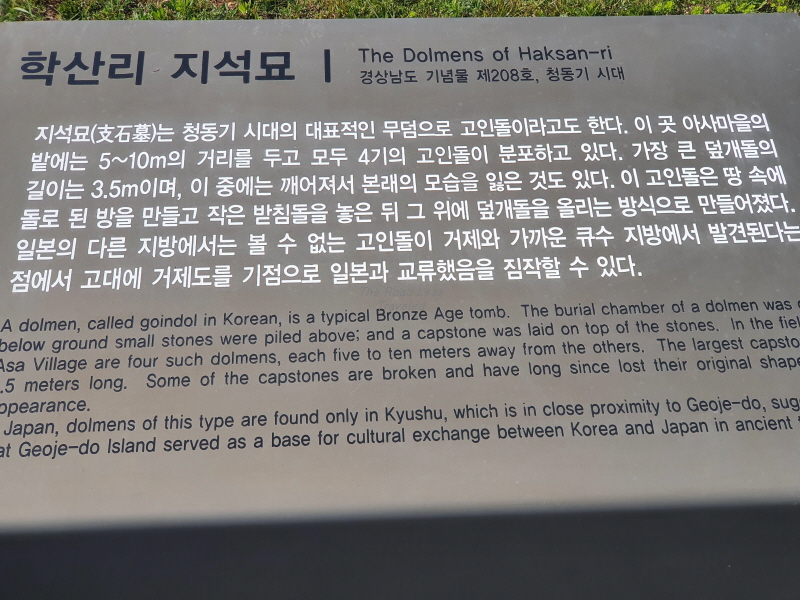 학산리 지석묘 Ⅰ
The Dolmens of Haksan-ri
경상남도 기념물 제208호, 청동기 시대
지석묘(支石墓)는 청동기 시대의 대표적인 무덤으로 고인돌이라고도 한다. 이 곳 아사마을의
밭에는 5~10m의 거리를 두고 모두 4기의 고인돌이 분포하고 있다. 가장 큰 덮개돌의
길이는 3.5m이며, 이 중에는 깨어져서 본래의 모습을 잃은 것도 있다. 이 고인돌은 땅 속에
돌로 된 방을 만들고 작은 받침돌을 놓은 뒤 그 위에 덮개돌을 올리는 방식으로 만들어졌다.
일본의 다른 지방에서는 볼 수 없는 고인돌이 거제와 가까운 큐수 지방에서 발견된다는
점에서 고대에 거제도를 기점으로 일본과 교류했음을 짐작할 수 있다.
A dolmen, called goindol in Korean, is a typical Bronze Age tomb. The burial chamber of a dolmen was
below ground small stones were piled above; and a capstone was laid on top of the stones. In the
Asa Village are four such dolmens, each five to ten meters away from the others. The largest
.5 meters long. Some of the capstones are broken and have long since lost their original shape
ppearance.
Japan, dolmens of this type are found only in Kyushu, which is in close proximity to Geoje-do,
at Geoje-do Island served as a base for cultural exchange between Korea and Japan in ancient